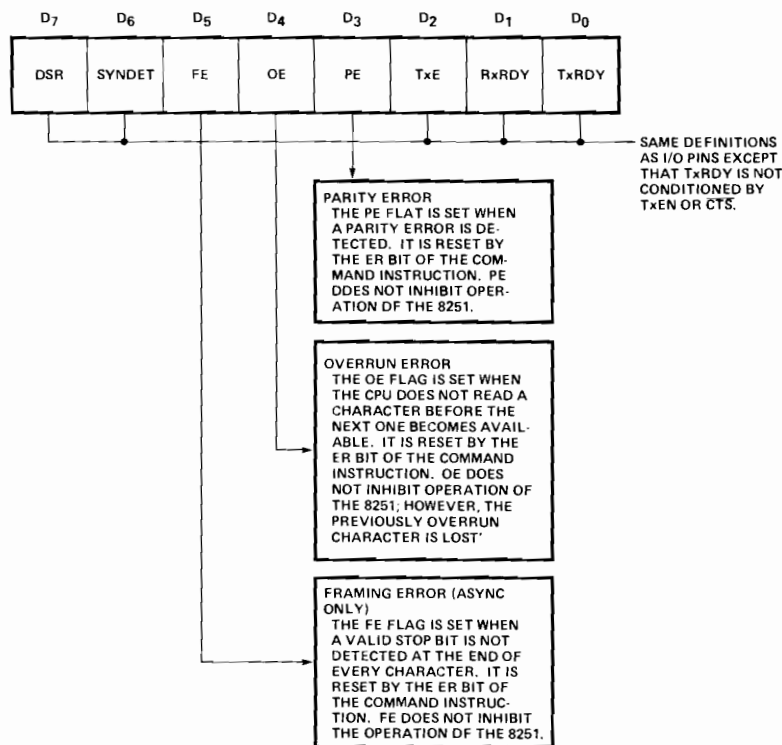 D7 D6 D5 D4 D3 D2 D1 D0
DSR SYNDET FE OE PE TxE RxRDY TxRDY
SAME DEFINITIONS
AS I/O PINS EXCEPT
THAT TxRDY IS NOT
CONDITIONED BY
TxEN OR C̅T̅S̅.
PARITY ERROR
THE PE FLAT IS SET WHEN
A PARITY ERROR IS DE-
TECTED. IT IS RESET BY
THE ER BIT OF THE COM-
MAND INSTRUCTION. PE
DDES NOT INHIBIT OPER-
ATION DF THE 8251.
OVERRUN ERROR
THE OE FLAG IS SET WHEN
THE CPU DOES NOT READ A
CHARACTER BEFORE THE
NEXT ONE BECOMES AVAIL-
ABLE. IT IS RESET BY THE
ER BIT OF THE COMMAND
INSTRUCTION. OE DOES
NOT INHIBIT OPERATION OF
THE 8251; HOWEVER, THE
PREVIOUSLY OVERRUN
CHARACTER IS LOST'
FRAMING ERROR (ASYNC
ONLY)
THE FE FLAG IS SET WHEN
A VALID STOP BIT IS NOT
DETECTED AT THE END OF
EVERY CHARACTER. IT IS
RESET BY THE ER BIT OF
THE COMMAND INSTRUC-
TION. FE DOES NOT INHIBIT
THE OPERATION DF THE 8251.